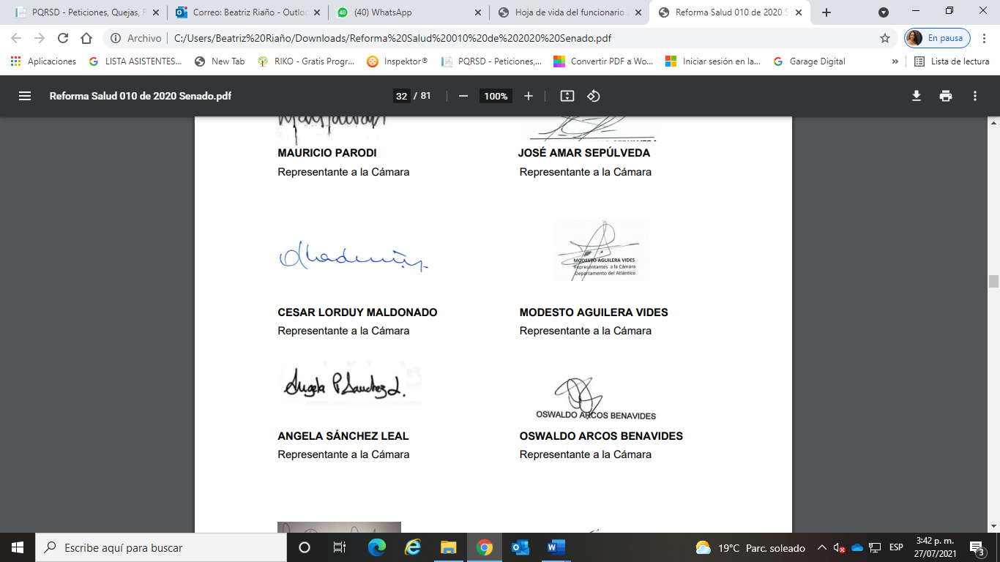 PQRSD - Peticiones, Quejas, R
Correo: Beatriz Riaño - Outloo
(40) WhatsApp
Hoja de vida del funcionario
Reforma Salud 010 de 2020 S
Archivo
C:/Users/Beatriz%20Riaño/Downloads/Reforma%20Salud%20010%20de%202020%20Senado.pdf
En pausa
Aplicaciones
LISTA ASISTENTES...
New Tab
RIKO - Gratis Progr...
Inspektor®
PQRSD - Peticiones,...
Convertir PDF a Wo...
Iniciar sesión en la...
Garage Digital
»
Lista de lectura
Reforma Salud 010 de 2020 Senado.pdf
32 / 81
100%
MAURICIO PARODI
JOSÉ AMAR SEPÚLVEDA
Representante a la Cámara
Representante a la Cámara
MODESTO AGUILERA VIDES
Representantes a la Cámara
Departamento del Atlántico
CESAR LORDUY MALDONADO
MODESTO AGUILERA VIDES
Representante a la Cámara
Representante a la Cámara
Angela P Sanchez L.
OSWALDO ARCOS BENAVIDES
ANGELA SÁNCHEZ LEAL
OSWALDO ARCOS BENAVIDES
Representante a la Cámara
Representante a la Cámara
Escribe aquí para buscar
19°C Parc. soleado
ESP
3:42 p. m.
27/07/2021
3